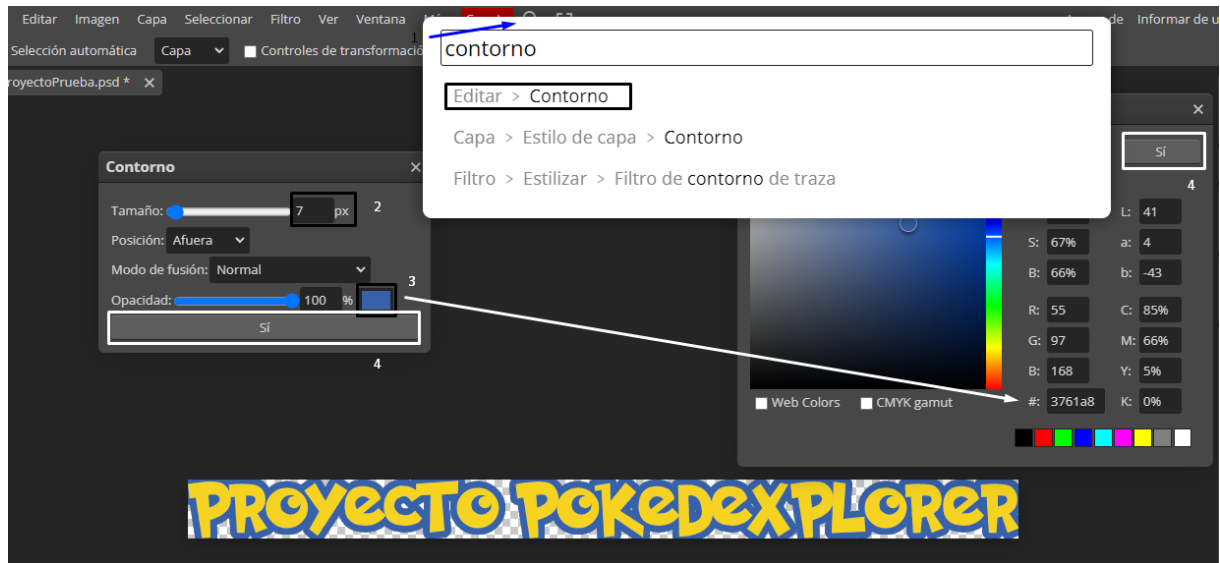 Editar Imagen Capa Seleccionar Filtro Ver Ventana
de Informar de u
Selección automática Capa Controles de transformació
1
contorno
royectoPrueba.psd *
Editar > Contorno
Capa > Estilo de capa > Contorno
Filtro > Estilizar > Filtro de contorno de traza
Contorno
Tamaño: 7 px 2
Posición: Afuera
Modo de fusión: Normal
Opacidad: 100 % 3
Sí
4
Sí
4
L: 41
S: 67% a: 4
B: 66% b: -43
R: 55 C: 85%
G: 97 M: 66%
B: 168 Y: 5%
Web Colors CMYK gamut #: 3761a8 K: 0%
PROYECTO POKEDEXPLORER